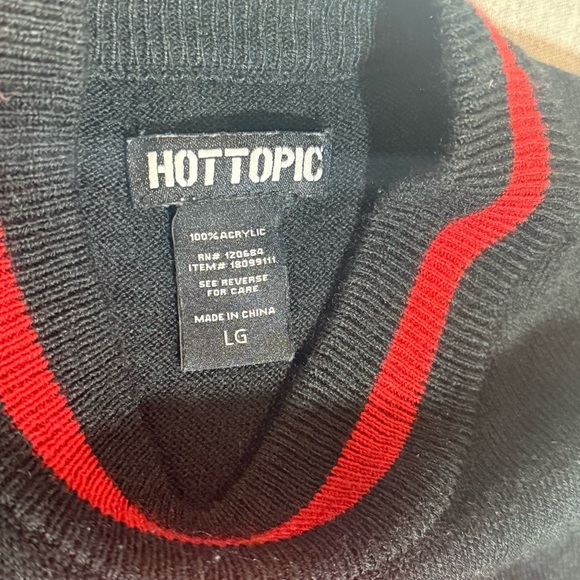 HOTTOPIC
100% ACRYLIC
RN# 120684
ITEM# 18099111
SEE REVERSE
FOR CARE
MADE IN CHINA
LG